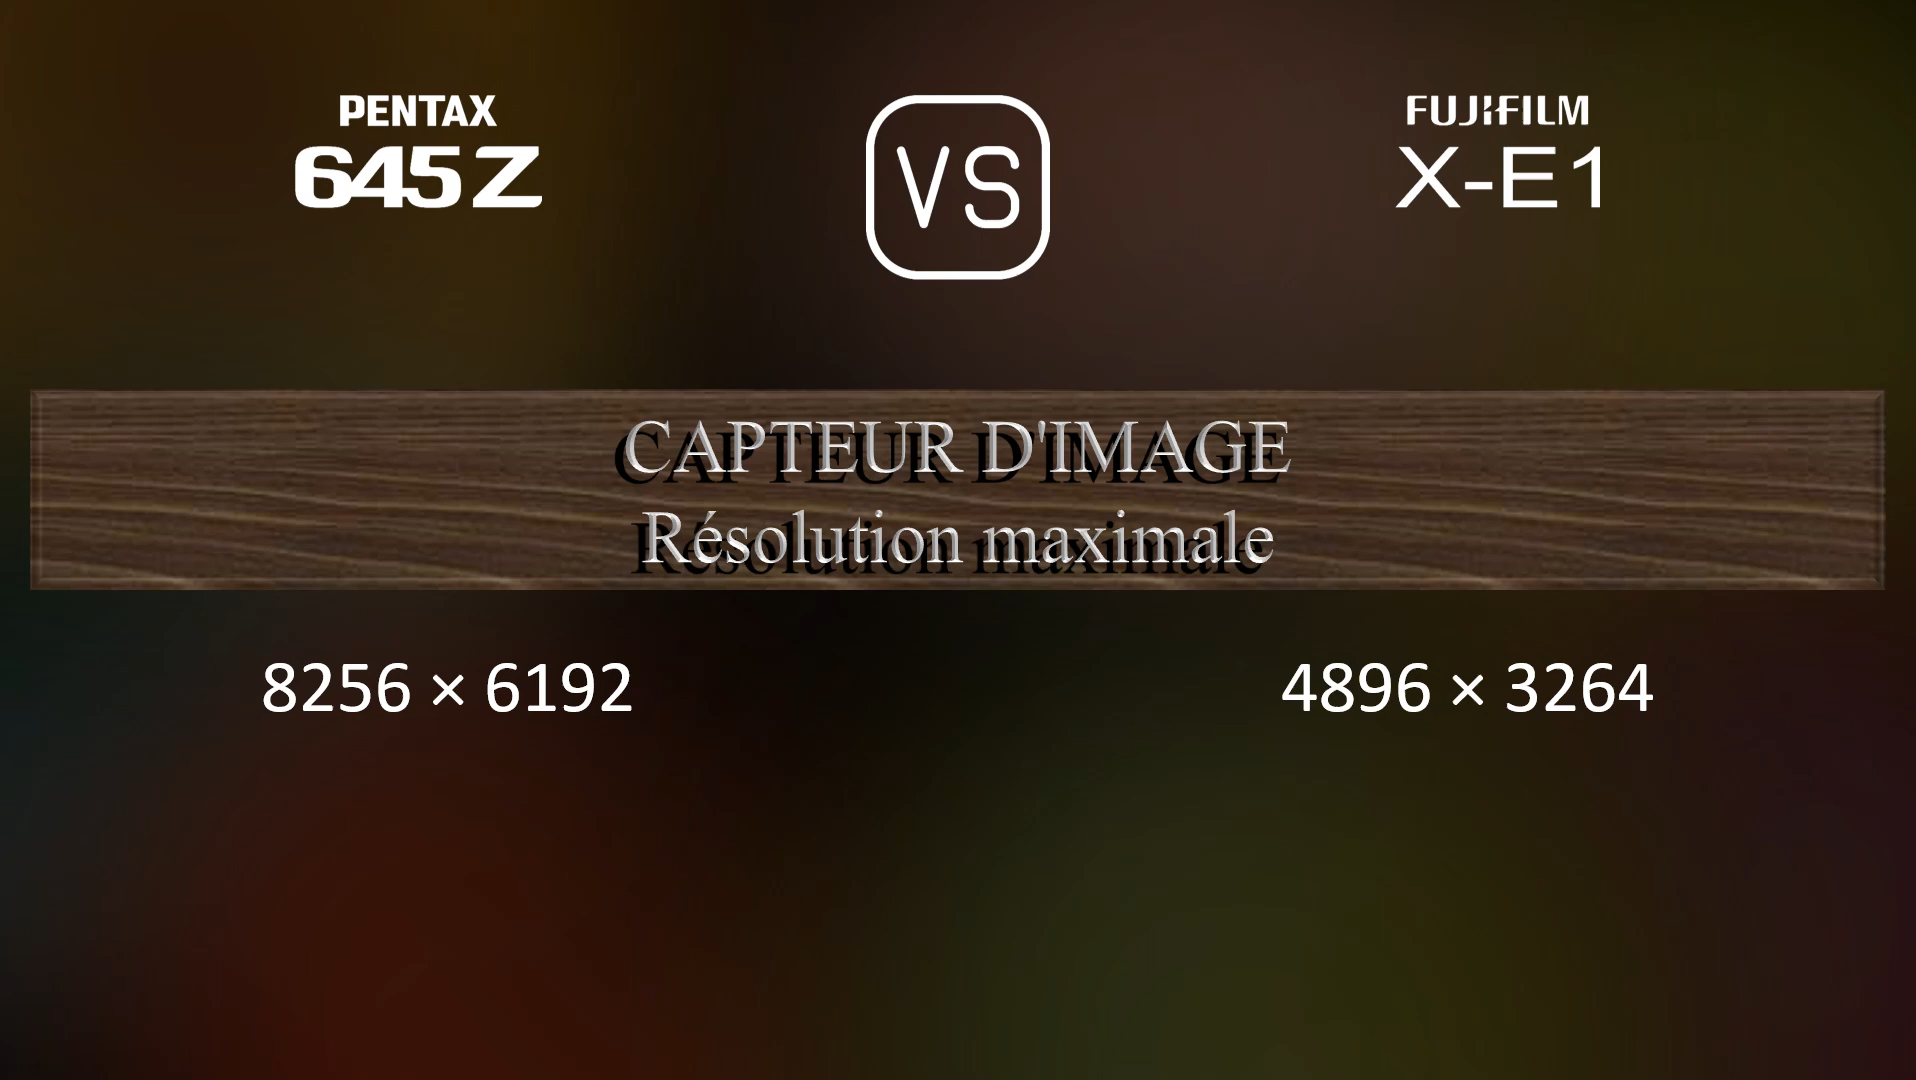 PENTAX
645Z
VS
FUJIFILM
X-E1
CAPTEUR D'IMAGE
Résolution maximale
8256 × 6192
4896 × 3264